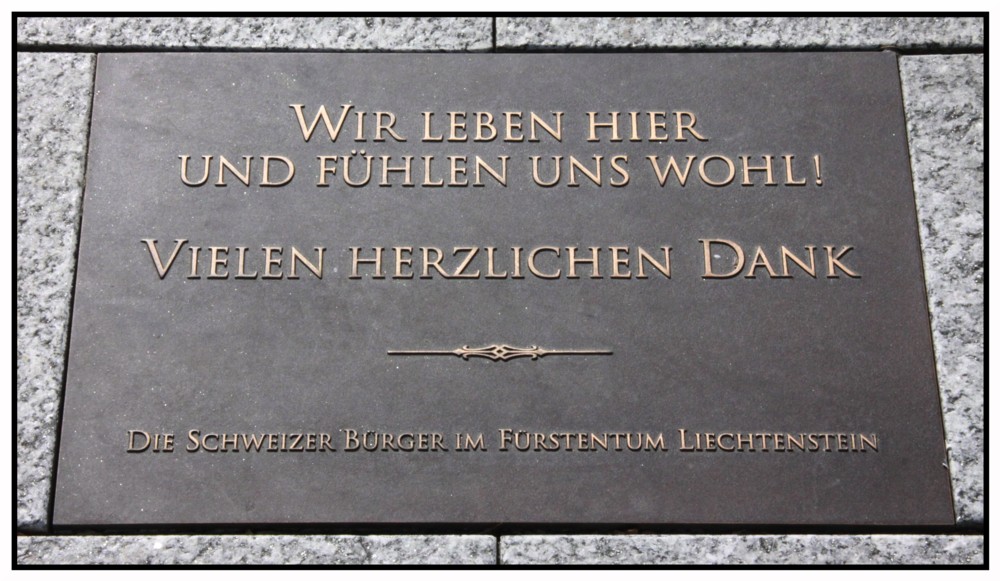 Wir leben hier
und fühlen uns wohl!
Vielen herzlichen Dank
Die Schweizer Bürger im Fürstentum Liechtenstein